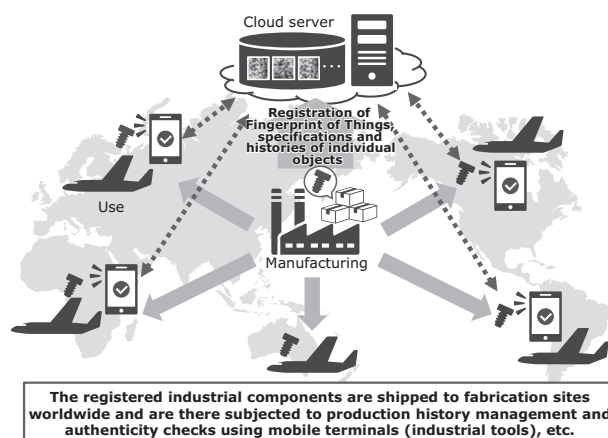 Cloud server
Registration of
Fingerprint of Things,
specifications and
histories of individual
objects
Use
Manufacturing
The registered industrial components are shipped to fabrication sites
worldwide and are there subjected to production history management and
authenticity checks using mobile terminals (industrial tools), etc.